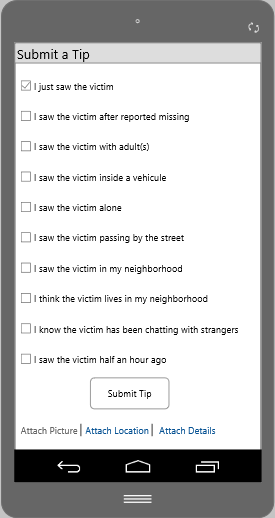 Submit a Tip
I just saw the victim
I saw the victim after reported missing
I saw the victim with adult(s)
I saw the victim inside a vehicule
I saw the victim alone
I saw the victim passing by the street
I saw the victim in my neighborhood
I think the victim lives in my neighborhood
I know the victim has been chatting with strangers
I saw the victim half an hour ago
Submit Tip
Attach Picture | Attach Location | Attach Details